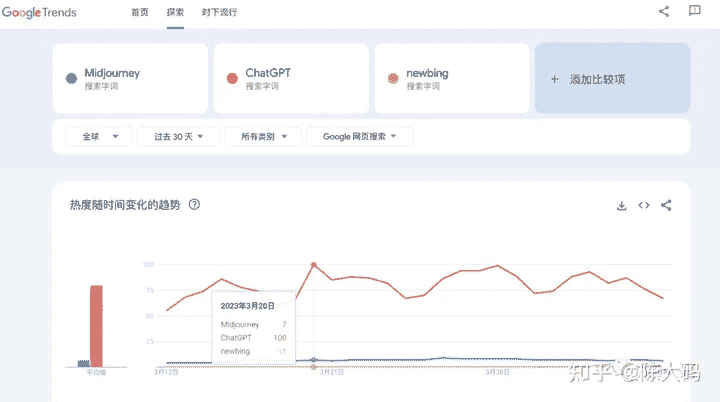 GoogleTrends
首页 探索 时下流行
Midjourney
搜索字词
ChatGPT
搜索字词
newbing
搜索字词
+ 添加比较项
全球
过去 30 天
所有类别
Google 网页搜索
热度随时间变化的趋势
100
75
50
25
平均值
2023年3月20日
Midjourney 7
ChatGPT 100
newbing <1
3月12日
3月21日
3月30日
知乎 @陈大码